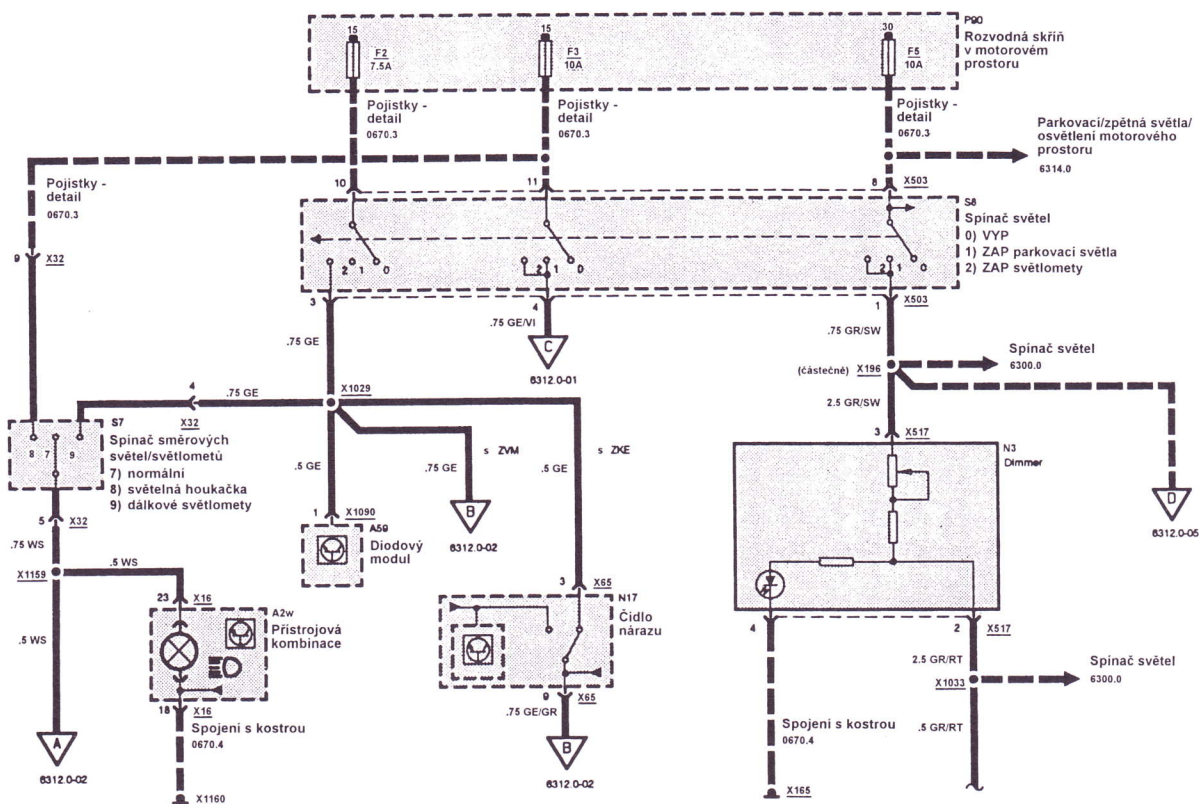 P90
Rozvodná skříň
v motorovém
prostoru
15
F2
7.5A
15
F3
10A
30
F5
10A
Pojistky -
detail
0670.3
Pojistky -
detail
0670.3
Pojistky -
detail
0670.3
Parkovací/zpětná světla/
osvětlení motorového
prostoru
6314.0
Pojistky -
detail
0670.3
10
11
8
X503
S8
Spínač světel
0) VYP
1) ZAP parkovací světla
2) ZAP světlomety
2 1 0
2 1 0
2 1 0
9
X32
3
4
1
X503
.75 GE
.75 GE/VI
.75 GR/SW
C
6312.0-01
(částečné)
X196
Spínač světel
6300.0
2.5 GR/SW
4
.75 GE
X32
X1029
S7
Spínač směrových
světel/světlometů
7) normální
8) světelná houkačka
9) dálkové světlomety
8 7 9
.5 GE
.75 GE
s ZVM
.5 GE
s ZKE
3
X517
N3
Dimmer
B
6312.0-02
D
6312.0-05
5
X32
1
X1090
A59
Diodový
modul
.75 WS
X1159
.5 WS
3
X65
N17
Čidlo
nárazu
23
X16
A2w
Přístrojová
kombinace
.5 WS
4
2
X517
2.5 GR/RT
X1033
Spínač světel
6300.0
9
X65
.75 GE/GR
18
X16
Spojení s kostrou
0670.4
Spojení s kostrou
0670.4
.5 GR/RT
A
6312.0-02
B
6312.0-02
X1160
X165